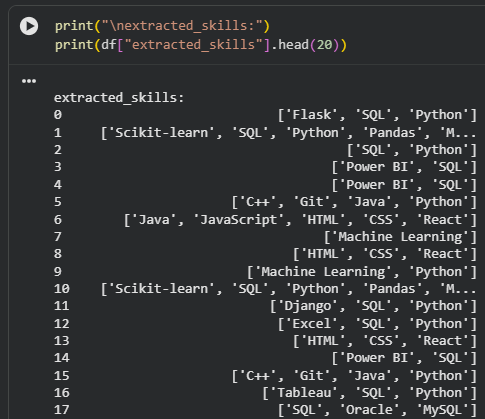 print("\nextracted_skills:")
print(df["extracted_skills"].head(20))
...
extracted_skills:
0 ['Flask', 'SQL', 'Python']
1 ['Scikit-learn', 'SQL', 'Python', 'Pandas', 'M...
2 ['SQL', 'Python']
3 ['Power BI', 'SQL']
4 ['Power BI', 'SQL']
5 ['C++', 'Git', 'Java', 'Python']
6 ['Java', 'JavaScript', 'HTML', 'CSS', 'React']
7 ['Machine Learning']
8 ['HTML', 'CSS', 'React']
9 ['Machine Learning', 'Python']
10 ['Scikit-learn', 'SQL', 'Python', 'Pandas', 'M...
11 ['Django', 'SQL', 'Python']
12 ['Excel', 'SQL', 'Python']
13 ['HTML', 'CSS', 'React']
14 ['Power BI', 'SQL']
15 ['C++', 'Git', 'Java', 'Python']
16 ['Tableau', 'SQL', 'Python']
17 ['SQL', 'Oracle', 'MySQL']